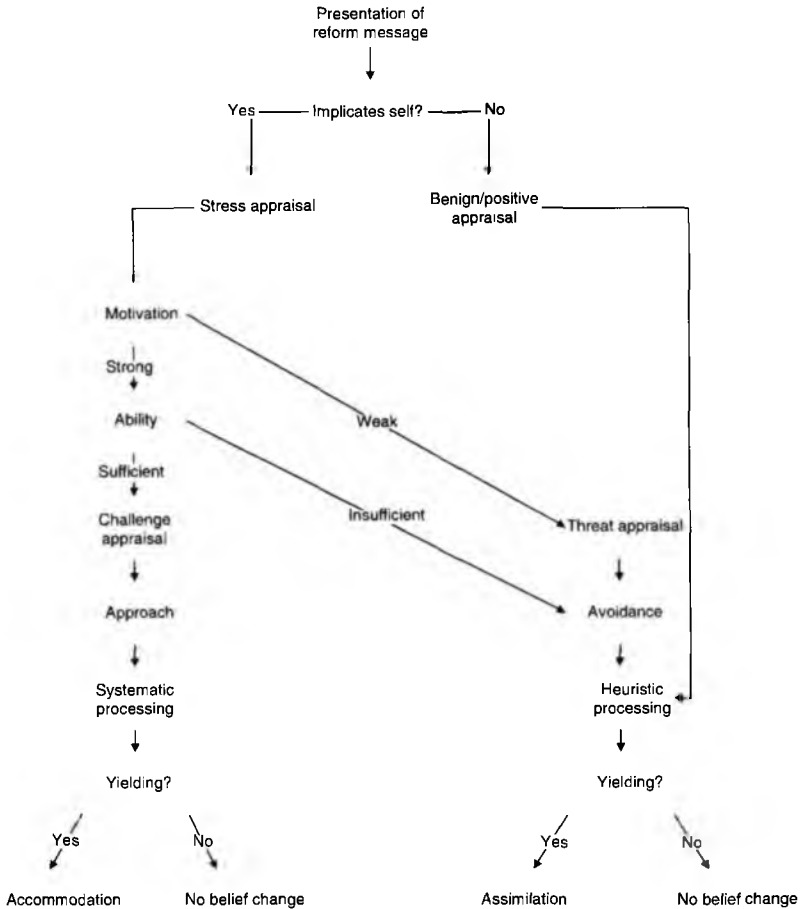 Presentation of
reform message
Yes
Implicates self?
No
Stress appraisal
Benign/positive
appraisal
Motivation
Strong
Ability
Weak
Sufficient
Insufficient
Challenge
appraisal
Threat appraisal
Approach
Avoidance
Systematic
processing
Heuristic
processing
Yielding?
Yielding?
Yes
No
Yes
No
Accommodation
No belief change
Assimilation
No belief change